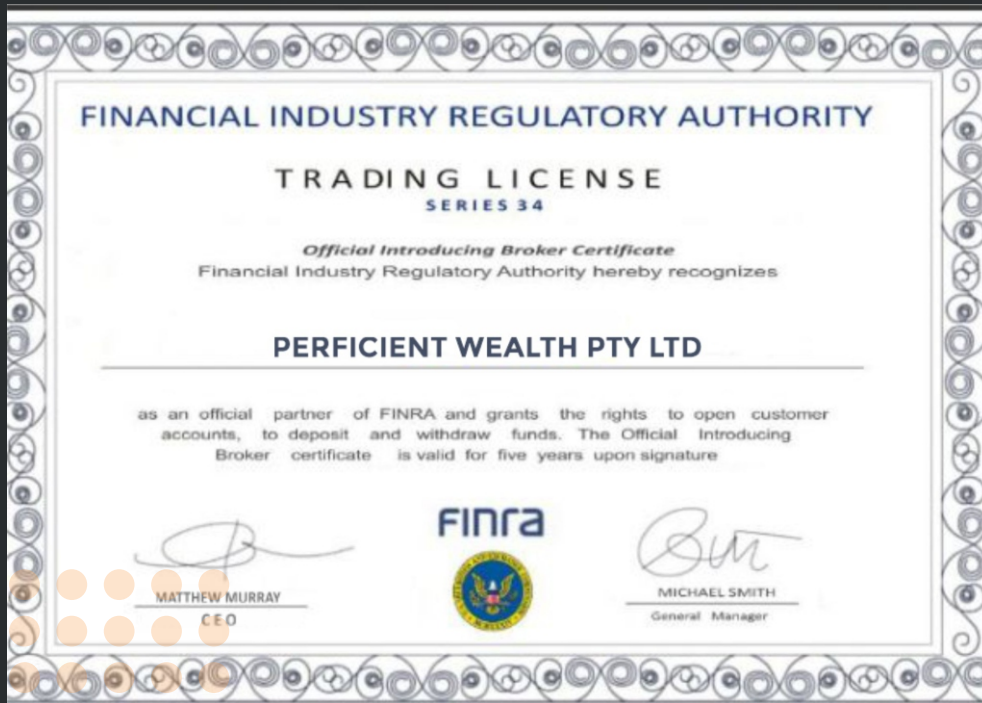 FINANCIAL INDUSTRY REGULATORY AUTHORITY
TRADING LICENSE
SERIES 34
Official Introducing Broker Certificate
Financial Industry Regulatory Authority hereby recognizes
PERFICIENT WEALTH PTY LTD
as an official partner of FINRA and grants the rights to open customer
accounts, to deposit and withdraw funds. The Official Introducing
Broker certificate is valid for five years upon signature
Finra
MATTHEW MURRAY
CEO
MICHAEL SMITH
General Manager